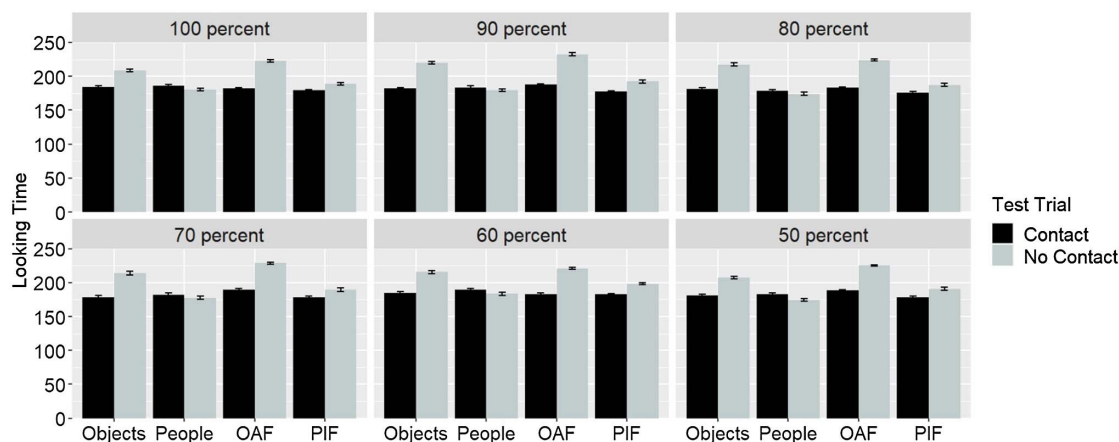 100 percent
90 percent
80 percent
250
200
150
100
50
0
70 percent
60 percent
50 percent
250
200
150
100
50
0
Looking Time
Objects People OAF PIF
Objects People OAF PIF
Objects People OAF PIF
Test Trial
Contact
No Contact